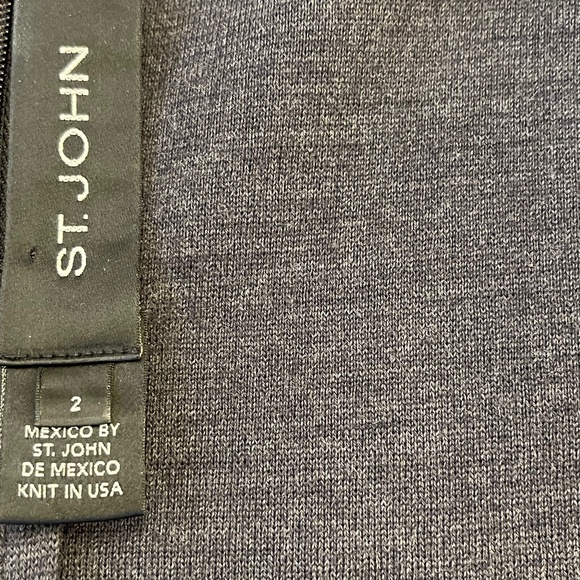 ST. JOHN
2
MEXICO BY
ST. JOHN
DE MEXICO
KNIT IN USA